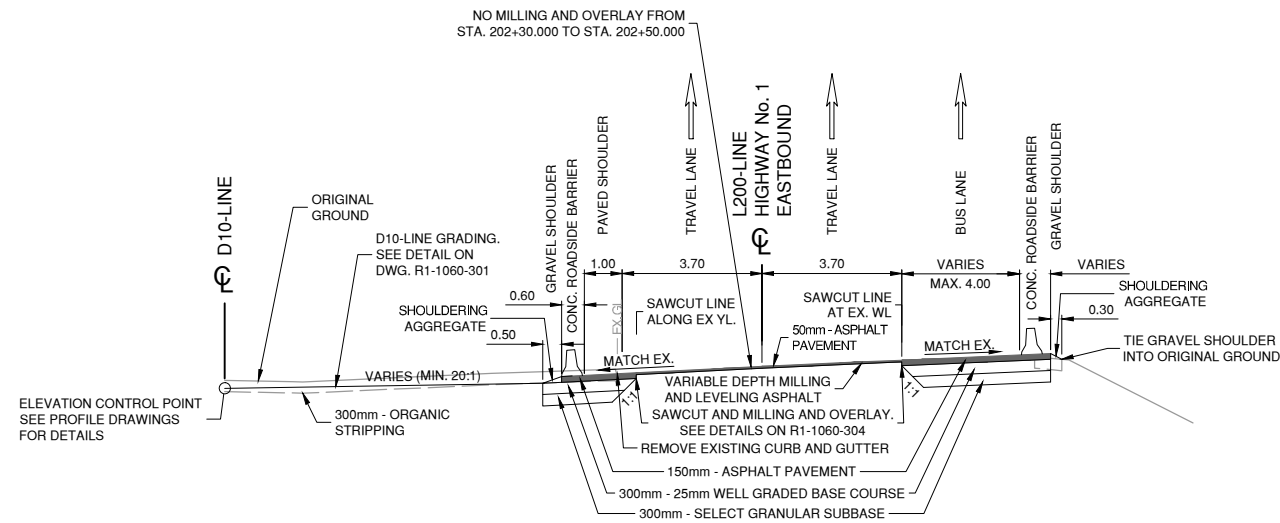 NO MILLING AND OVERLAY FROM
STA. 202+30.000 TO STA. 202+50.000
℄ D10-LINE
ORIGINAL
GROUND
D10-LINE GRADING.
SEE DETAIL ON
DWG. R1-1060-301
GRAVEL SHOULDER
CONC. ROADSIDE BARRIER
PAVED SHOULDER
TRAVEL LANE
L200-LINE
HIGHWAY No. 1
EASTBOUND
℄
TRAVEL LANE
BUS LANE
CONC. ROADSIDE BARRIER
GRAVEL SHOULDER
1.00
3.70
3.70
VARIES
MAX. 4.00
VARIES
0.60
SHOULDERING
AGGREGATE
0.50
EX.GL
SAWCUT LINE
ALONG EX YL.
SAWCUT LINE
AT EX. WL
50mm - ASPHALT
PAVEMENT
SHOULDERING
AGGREGATE
0.30
TIE GRAVEL SHOULDER
INTO ORIGINAL GROUND
MATCH EX.
MATCH EX.
VARIES (MIN. 20:1)
1:1
1:1
ELEVATION CONTROL POINT
SEE PROFILE DRAWINGS
FOR DETAILS
300mm - ORGANIC
STRIPPING
VARIABLE DEPTH MILLING
AND LEVELING ASPHALT
SAWCUT AND MILLING AND OVERLAY.
SEE DETAILS ON R1-1060-304
REMOVE EXISTING CURB AND GUTTER
150mm - ASPHALT PAVEMENT
300mm - 25mm WELL GRADED BASE COURSE
300mm - SELECT GRANULAR SUBBASE